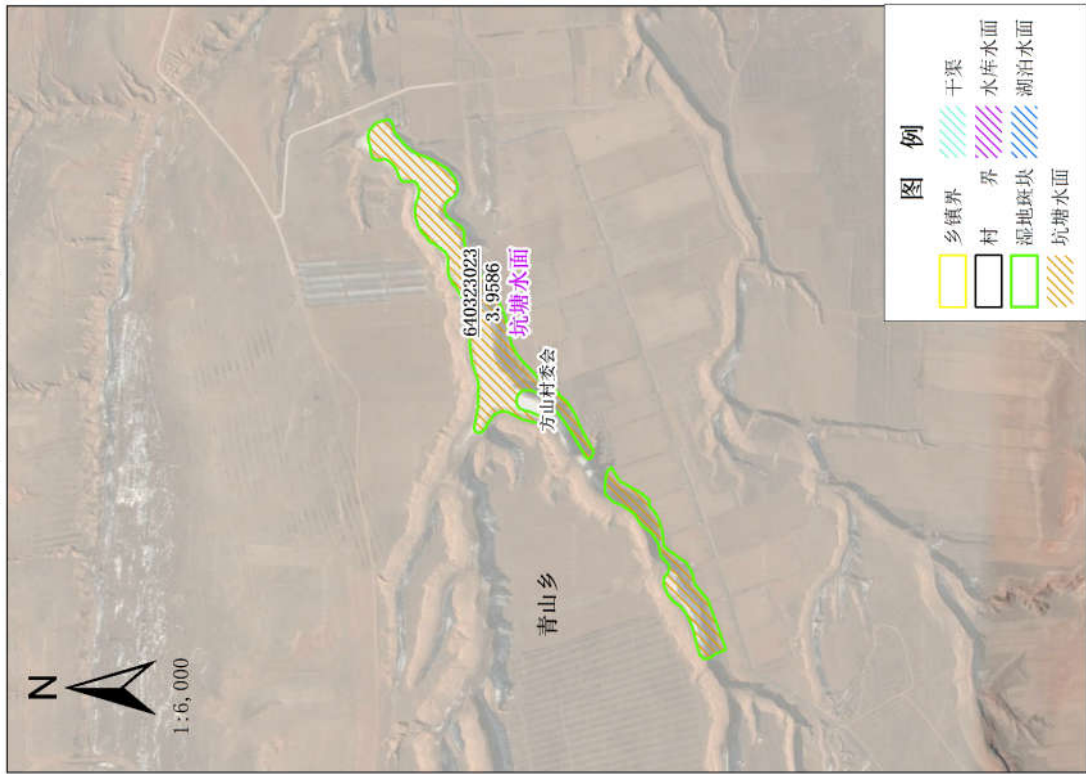 N
1:6,000
640323023
3.9586
坑塘水面
方山村委会
青山乡
图 例
乡镇界
村 界
湿地斑块
坑塘水面
干渠
水库水面
湖泊水面